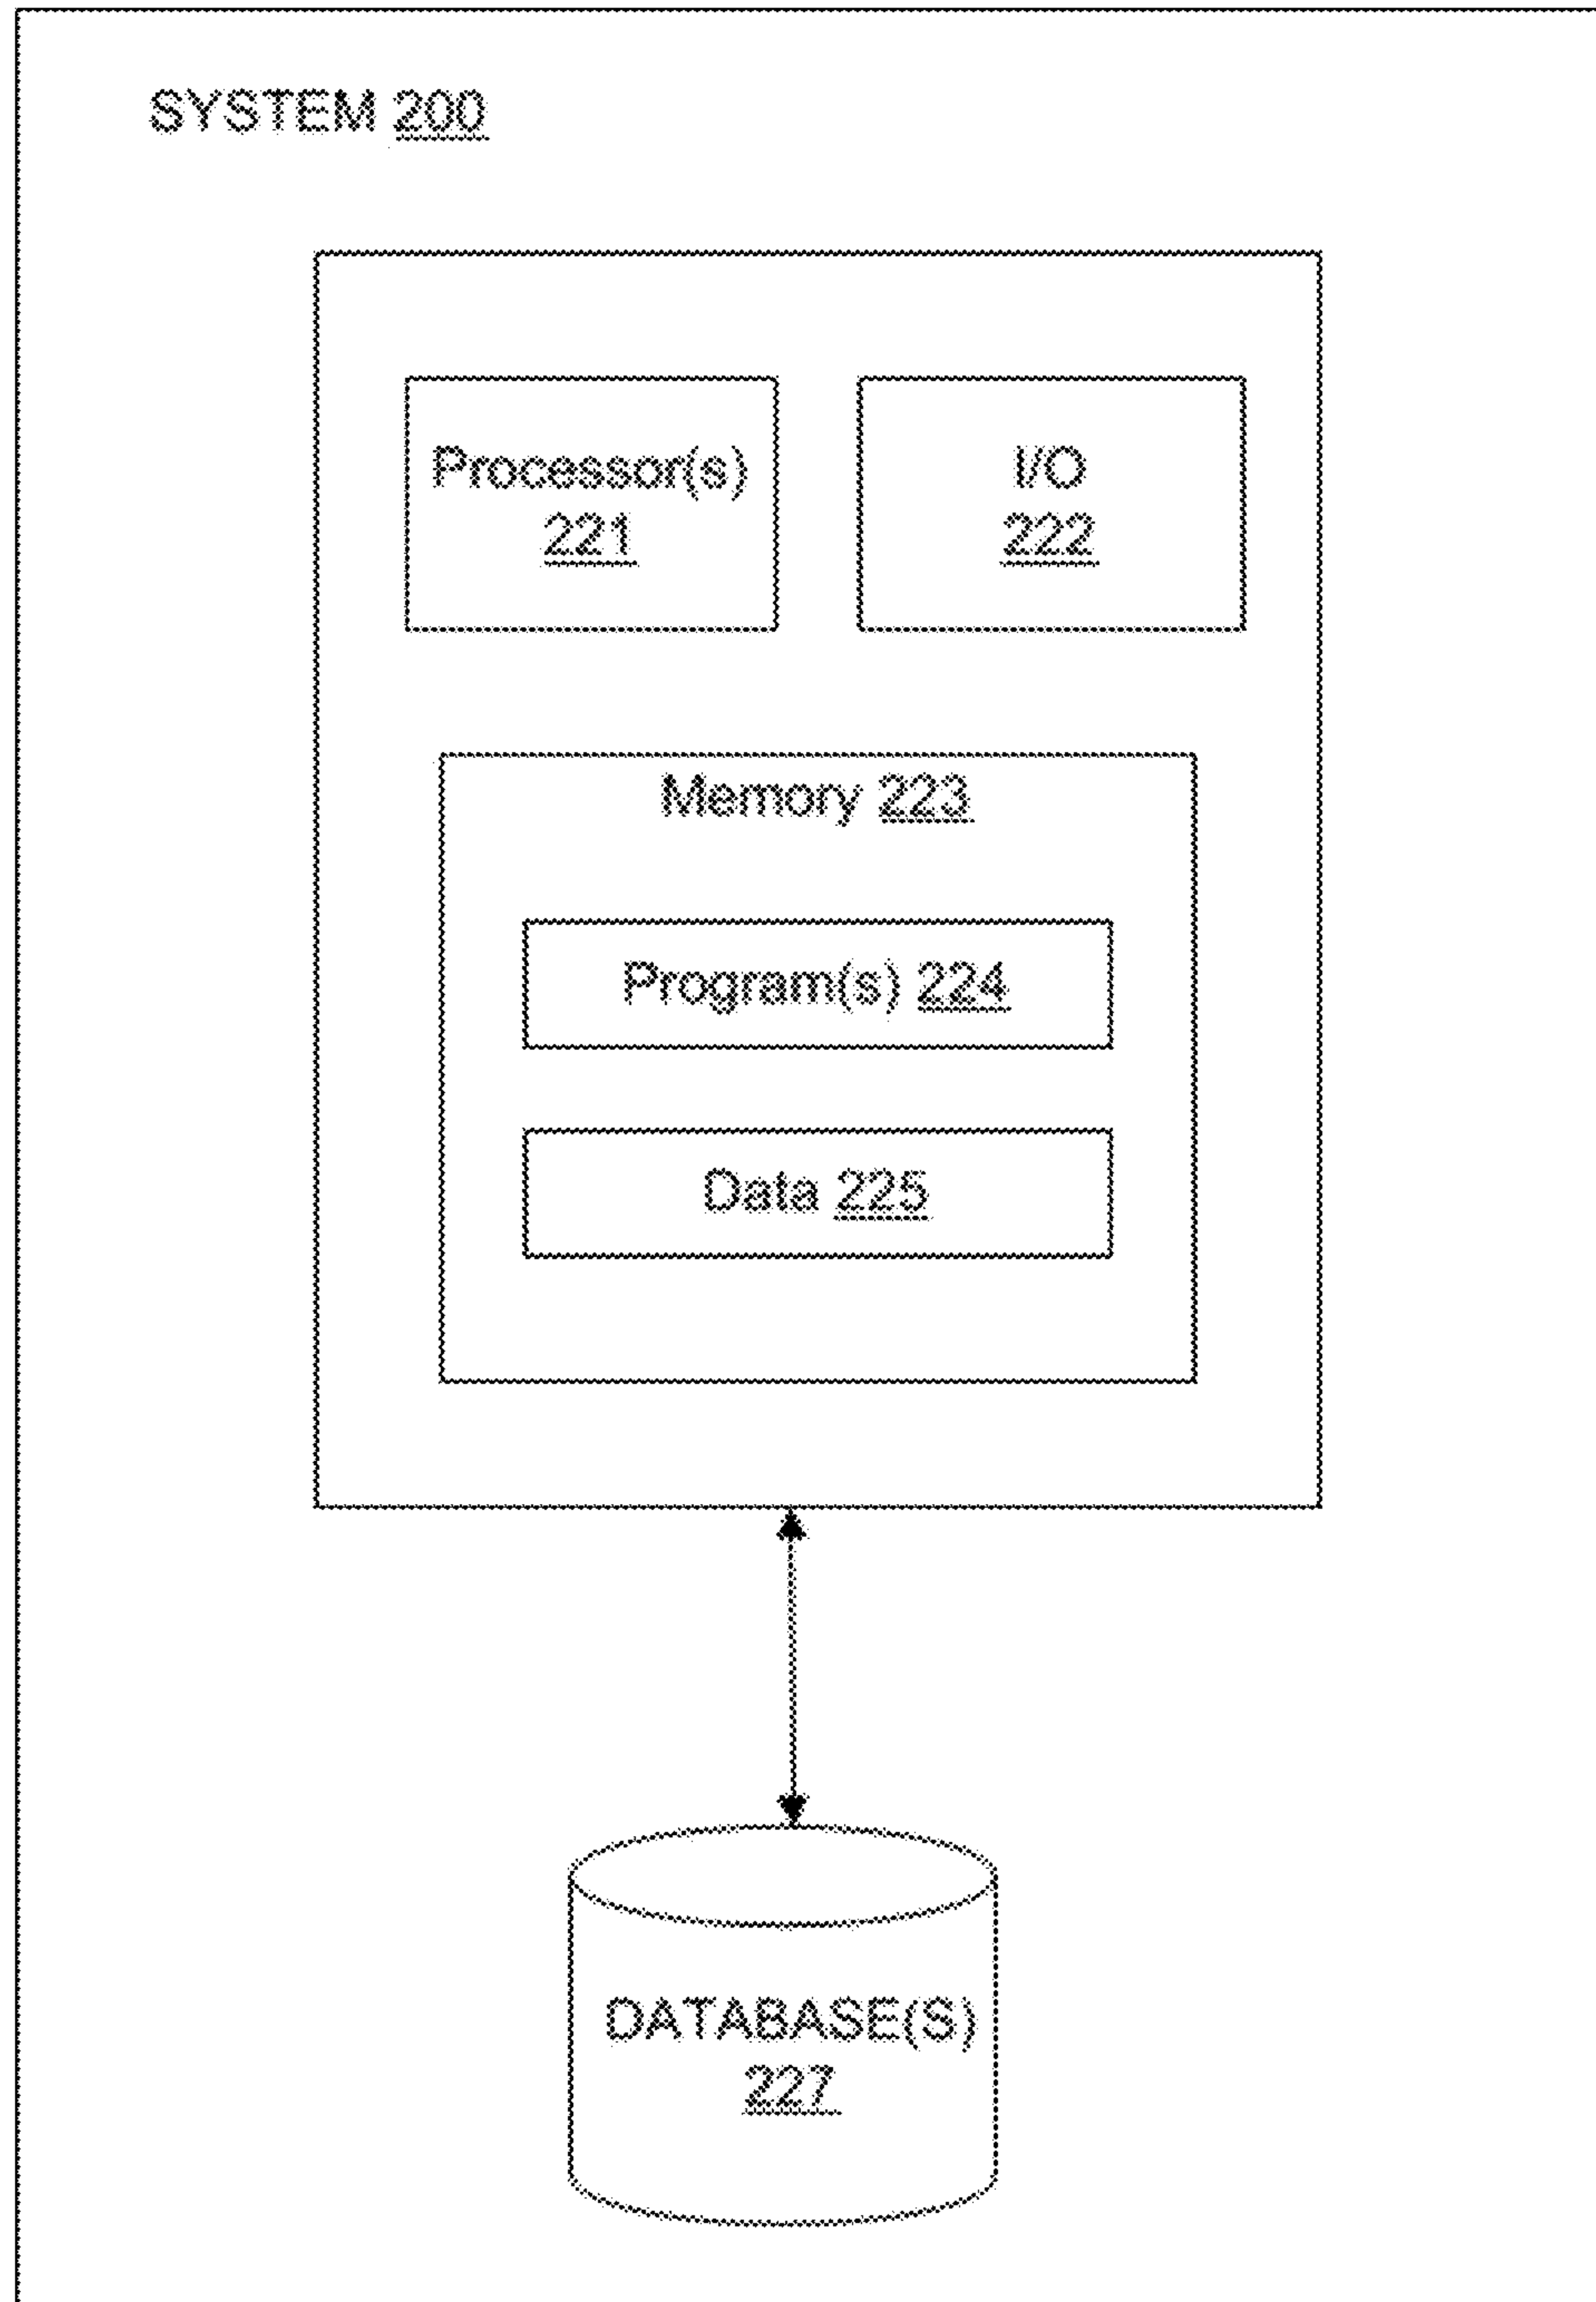 SYSTEM 200
Processor(s)
221
I/O
222
Memory 223
Program(s) 224
Data 225
DATABASE(S)
227